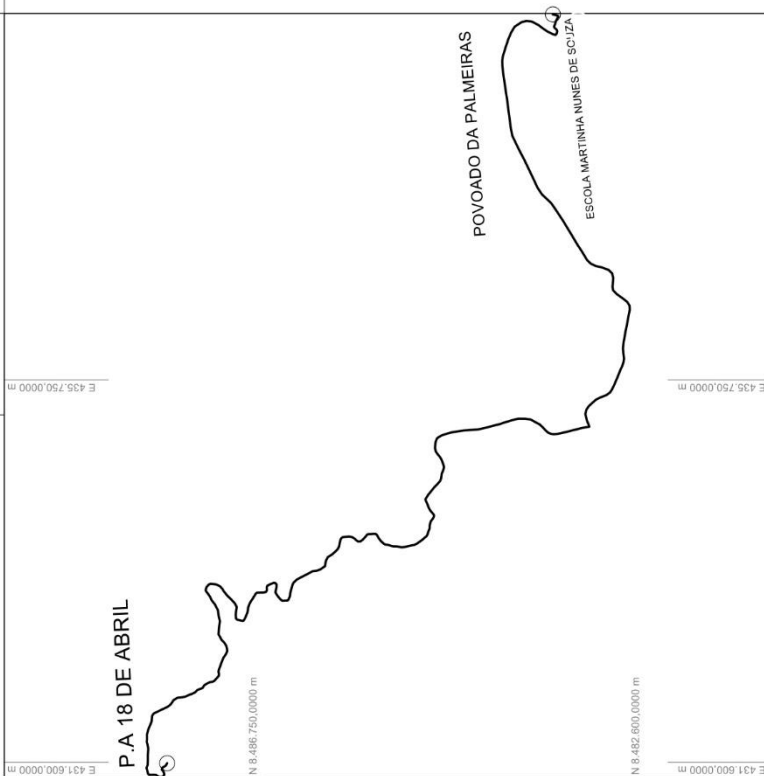 POVOADO DA PALMEIRAS
ESCOLA MARTINHA NUNES DE SOUZA
E 435.750,0000 m
E 435.750,0000 m
P.A 18 DE ABRIL
N 8.486.750,0000 m
N 8.482.600,0000 m
E 431.600,0000 m
E 431.600,0000 m